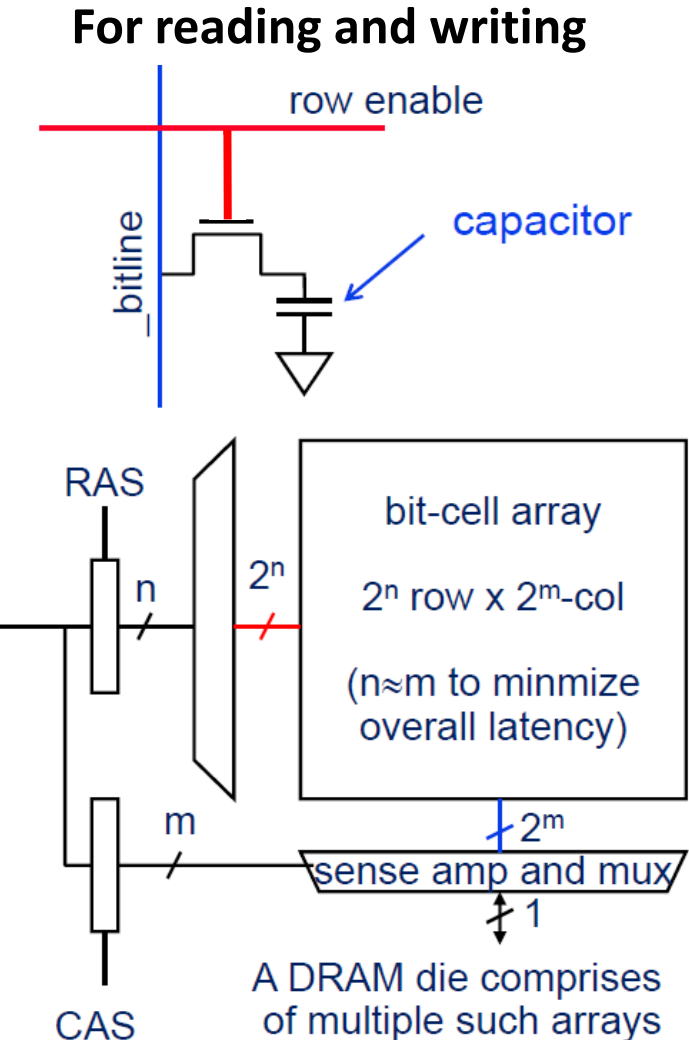 For reading and writing
row enable
_bitline
capacitor
RAS
n
2ⁿ
bit-cell array
2ⁿ row x 2ᵐ-col
(n≈m to minmize
overall latency)
m
2ᵐ
sense amp and mux
1
CAS
A DRAM die comprises
of multiple such arrays